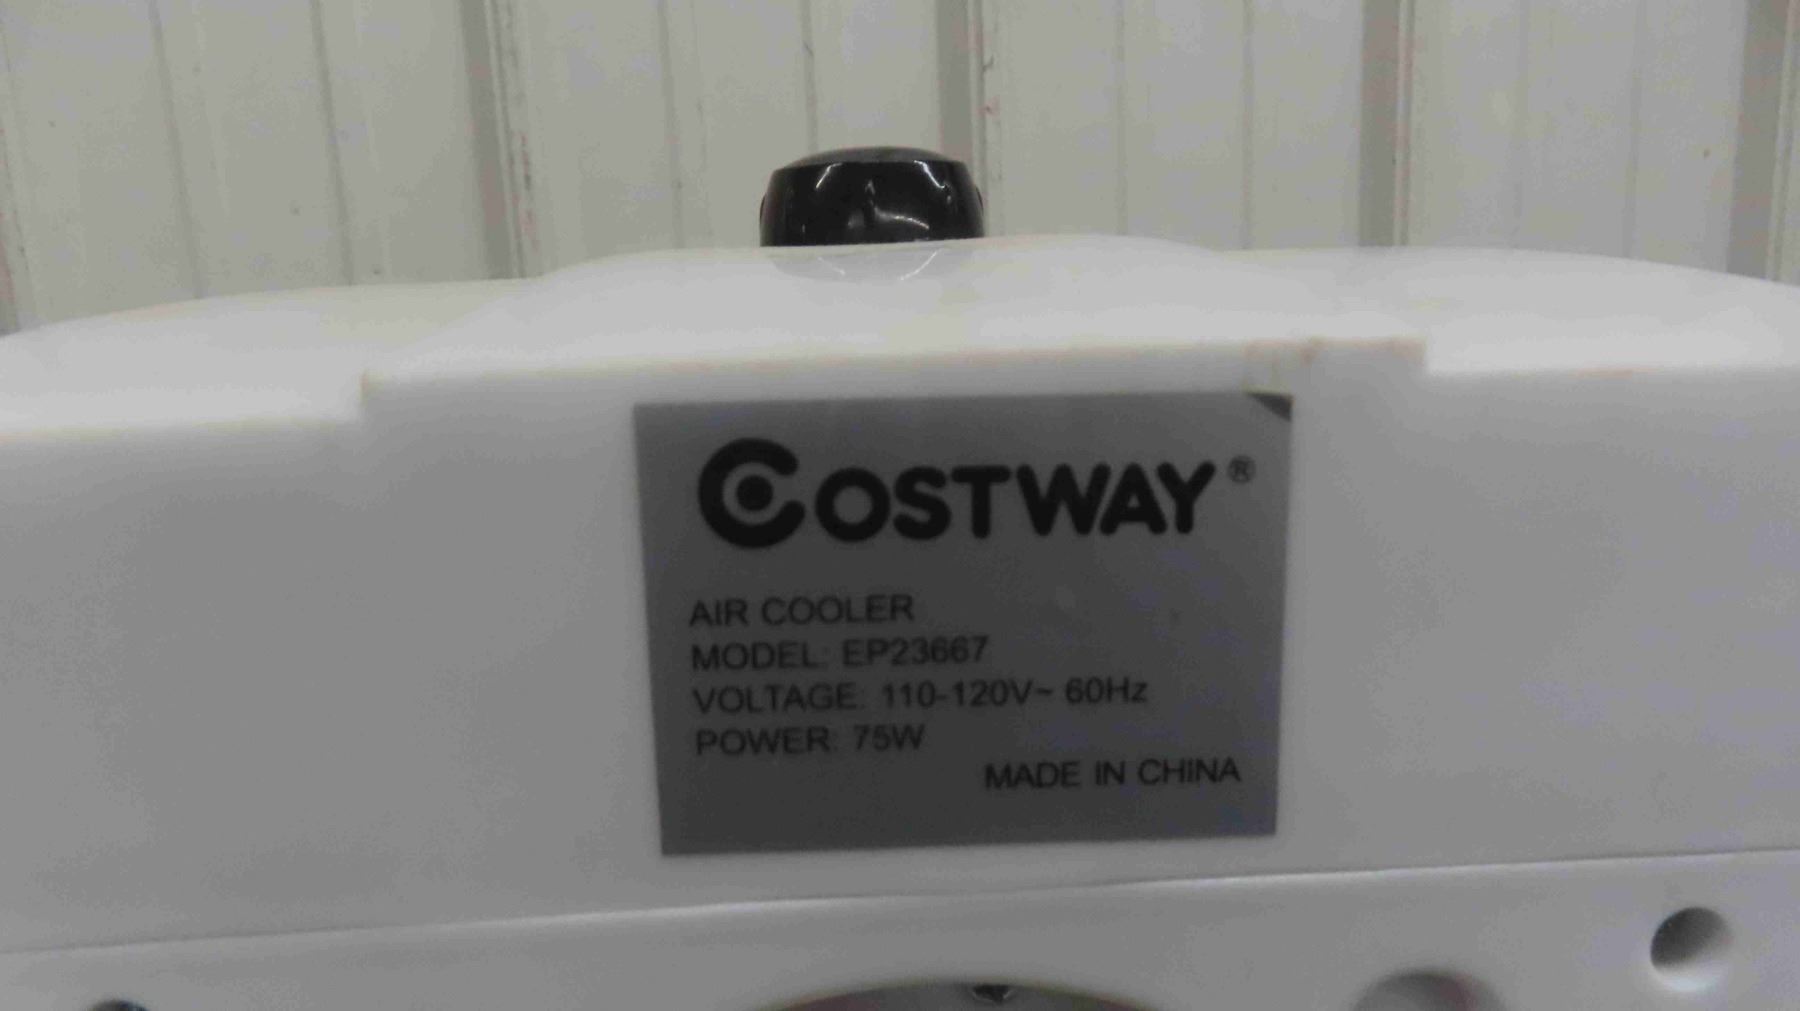 COSTWAY®
AIR COOLER
MODEL: EP23667
VOLTAGE: 110-120V~ 60Hz
POWER: 75W
MADE IN CHINA